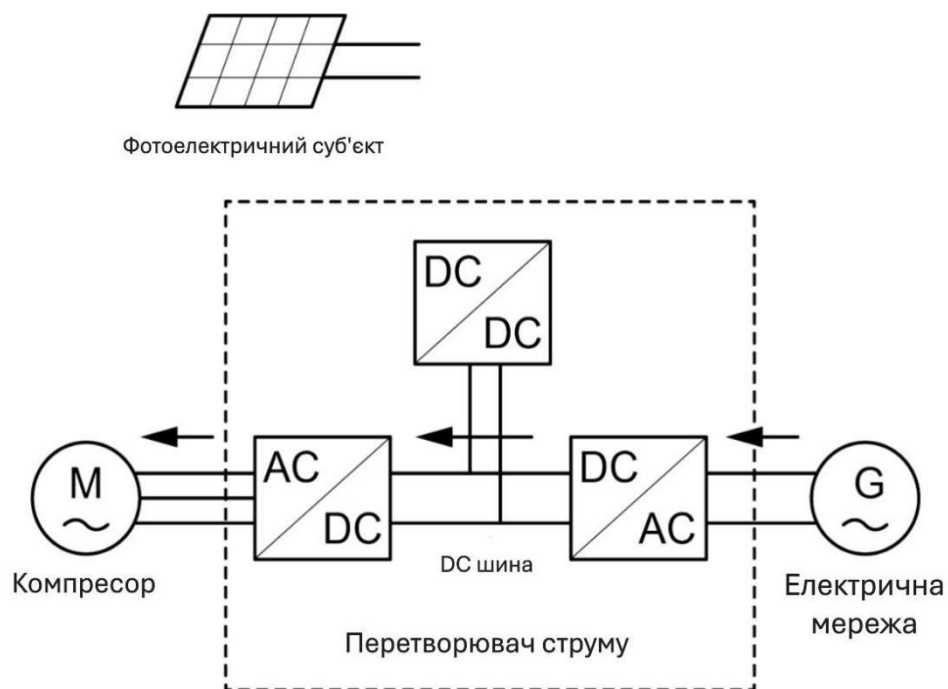 Фотоелектричний суб'єкт
DC
DC
AC
DC
DC
AC
M
G
DC шина
Компресор
Електрична
мережа
Перетворювач струму